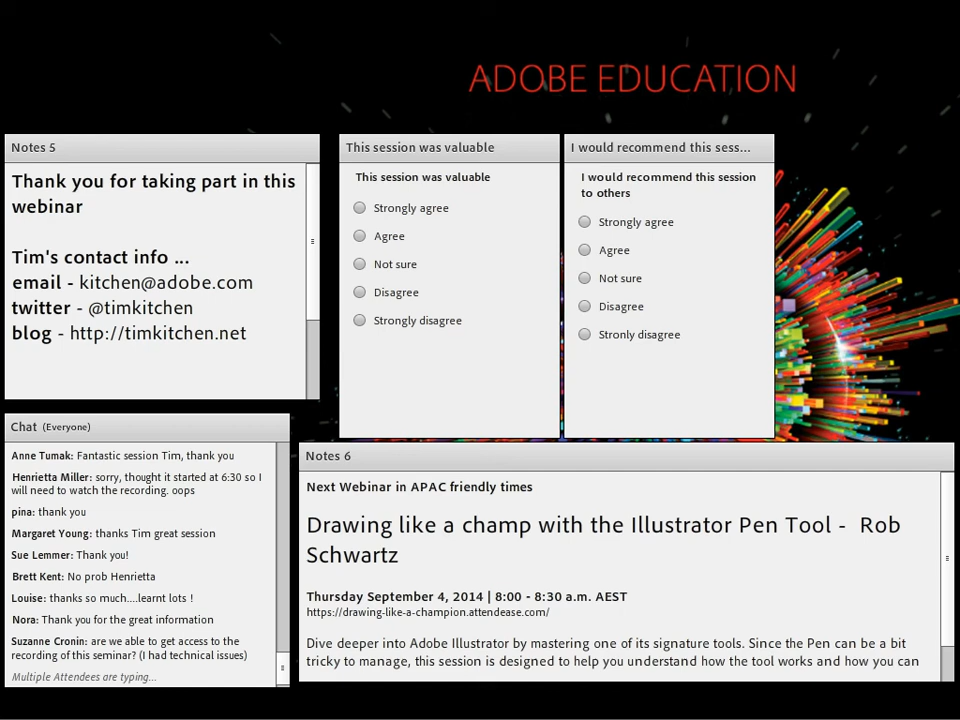 ADOBE EDUCATION
Notes 5
Thank you for taking part in this
webinar
Tim's contact info ...
email - kitchen@adobe.com
twitter - @timkitchen
blog - http://timkitchen.net
This session was valuable
This session was valuable
Strongly agree
Agree
Not sure
Disagree
Strongly disagree
I would recommend this sess...
I would recommend this session
to others
Strongly agree
Agree
Not sure
Disagree
Stronly disagree
Chat (Everyone)
Anne Tumak: Fantastic session Tim, thank you
Henrietta Miller: sorry, thought it started at 6:30 so I
will need to watch the recording. oops
pina: thank you
Margaret Young: thanks Tim great session
Sue Lemmer: Thank you!
Brett Kent: No prob Henrietta
Louise: thanks so much....learnt lots !
Nora: Thank you for the great information
Suzanne Cronin: are we able to get access to the
recording of this seminar? (I had technical issues)
Multiple Attendees are typing...
Notes 6
Next Webinar in APAC friendly times
Drawing like a champ with the Illustrator Pen Tool - Rob
Schwartz
Thursday September 4, 2014 | 8:00 - 8:30 a.m. AEST
https://drawing-like-a-champion.attendease.com/
Dive deeper into Adobe Illustrator by mastering one of its signature tools. Since the Pen can be a bit
tricky to manage, this session is designed to help you understand how the tool works and how you can